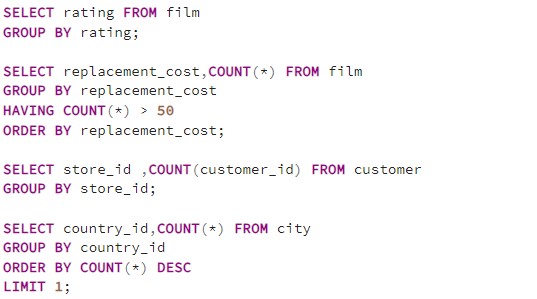 SELECT rating FROM film
GROUP BY rating;
SELECT replacement_cost,COUNT(*) FROM film
GROUP BY replacement_cost
HAVING COUNT(*) > 50
ORDER BY replacement_cost;
SELECT store_id ,COUNT(customer_id) FROM customer
GROUP BY store_id;
SELECT country_id,COUNT(*) FROM city
GROUP BY country_id
ORDER BY COUNT(*) DESC
LIMIT 1;